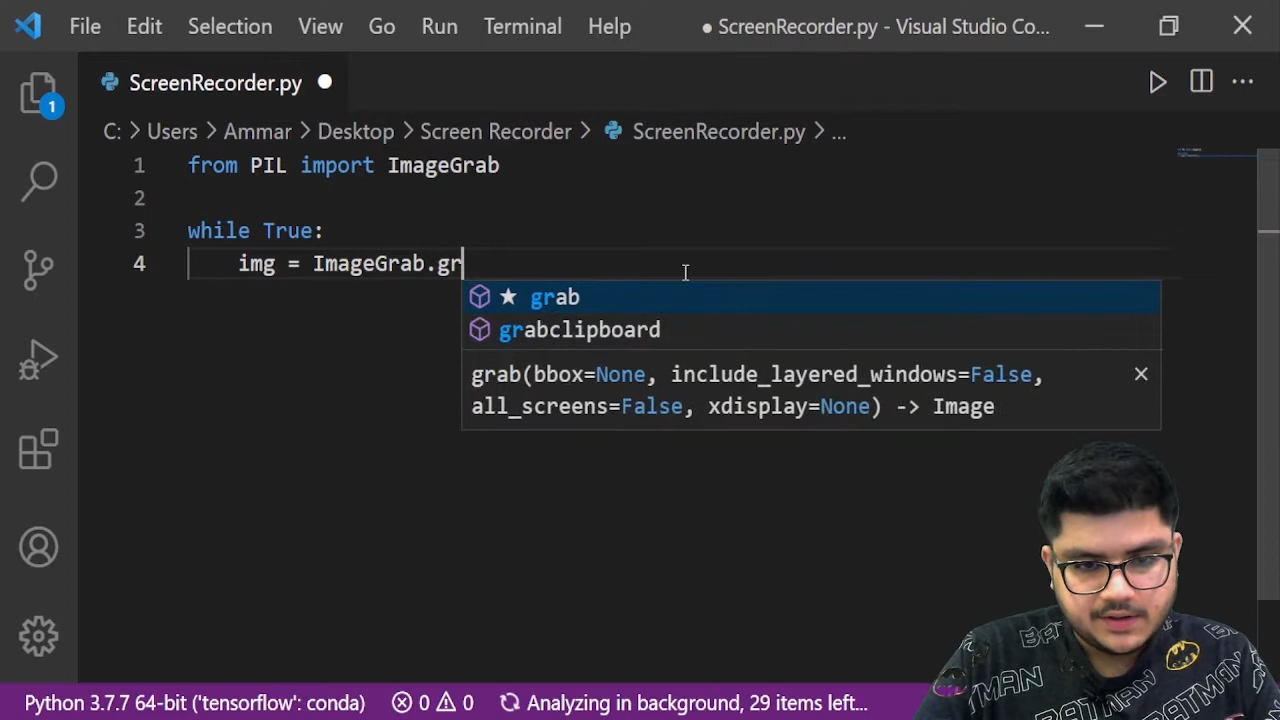 File Edit Selection View Go Run Terminal Help ● ScreenRecorder.py - Visual Studio Co...
ScreenRecorder.py
1
C: > Users > Ammar > Desktop > Screen Recorder > ScreenRecorder.py > ...
1 from PIL import ImageGrab
2
3 while True:
4 img = ImageGrab.gr
★ grab
grabclipboard
grab(bbox=None, include_layered_windows=False,
all_screens=False, xdisplay=None) -> Image
BATMAN
BATMAN
Python 3.7.7 64-bit ('tensorflow': conda) 0 0 Analyzing in background, 29 items left...